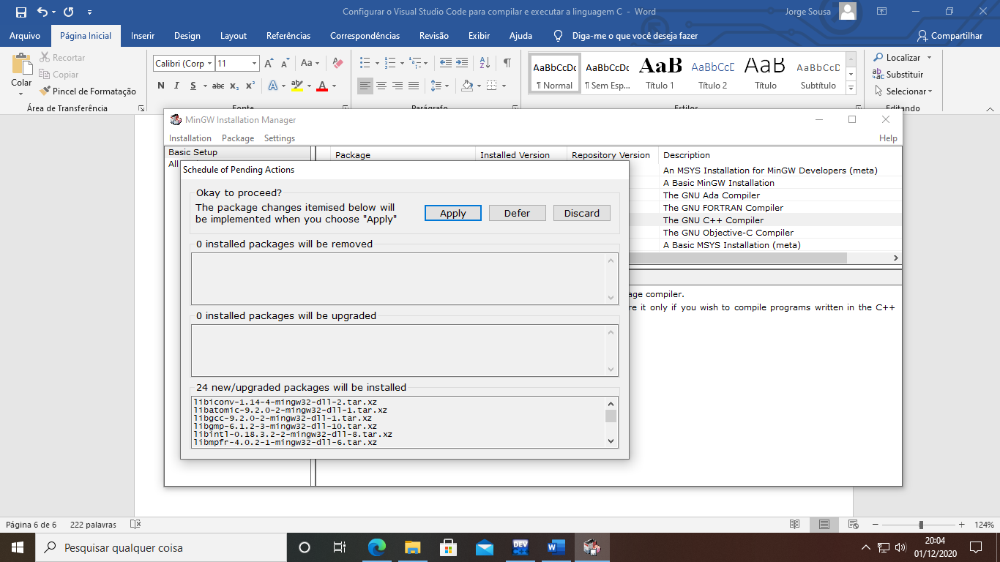 Configurar o Visual Studio Code para compilar e executar a linguagem C - Word
Jorge Sousa
Arquivo Página Inicial Inserir Design Layout Referências Correspondências Revisão Exibir Ajuda Diga-me o que você deseja fazer Compartilhar
Colar
Recortar
Copiar
Pincel de Formatação
Área de Transferência
Calibri (Corp 11
A A Aa
N I S abc x₂ x² A ab A
Fonte
Parágrafo
AaBbCcDc AaBbCcDc AaB AaBbCcE AaB AaBbCcD
¶ Normal ¶ Sem Esp... Título 1 Título 2 Título Subtítulo
Estilos
Localizar
Substituir
Selecionar
Editando
MinGW Installation Manager
Installation Package Settings Help
Basic Setup
All
Package Installed Version Repository Version Description
An MSYS Installation for MinGW Developers (meta)
A Basic MinGW Installation
The GNU Ada Compiler
The GNU FORTRAN Compiler
The GNU C++ Compiler
The GNU Objective-C Compiler
A Basic MSYS Installation (meta)
age compiler.
re it only if you wish to compile programs written in the C++
Schedule of Pending Actions
Okay to proceed?
The package changes itemised below will
be implemented when you choose "Apply"
Apply Defer Discard
0 installed packages will be removed
0 installed packages will be upgraded
24 new/upgraded packages will be installed
libiconv-1.14-4-mingw32-dll-2.tar.xz
libatomic-9.2.0-2-mingw32-dll-1.tar.xz
libgcc-9.2.0-2-mingw32-dll-1.tar.xz
libgmp-6.1.2-3-mingw32-dll-10.tar.xz
libintl-0.18.3.2-2-mingw32-dll-8.tar.xz
libmpfr-4.0.2-1-mingw32-dll-6.tar.xz
Página 6 de 6 222 palavras 124%
Pesquisar qualquer coisa
DEV
C++
20:04
01/12/2020